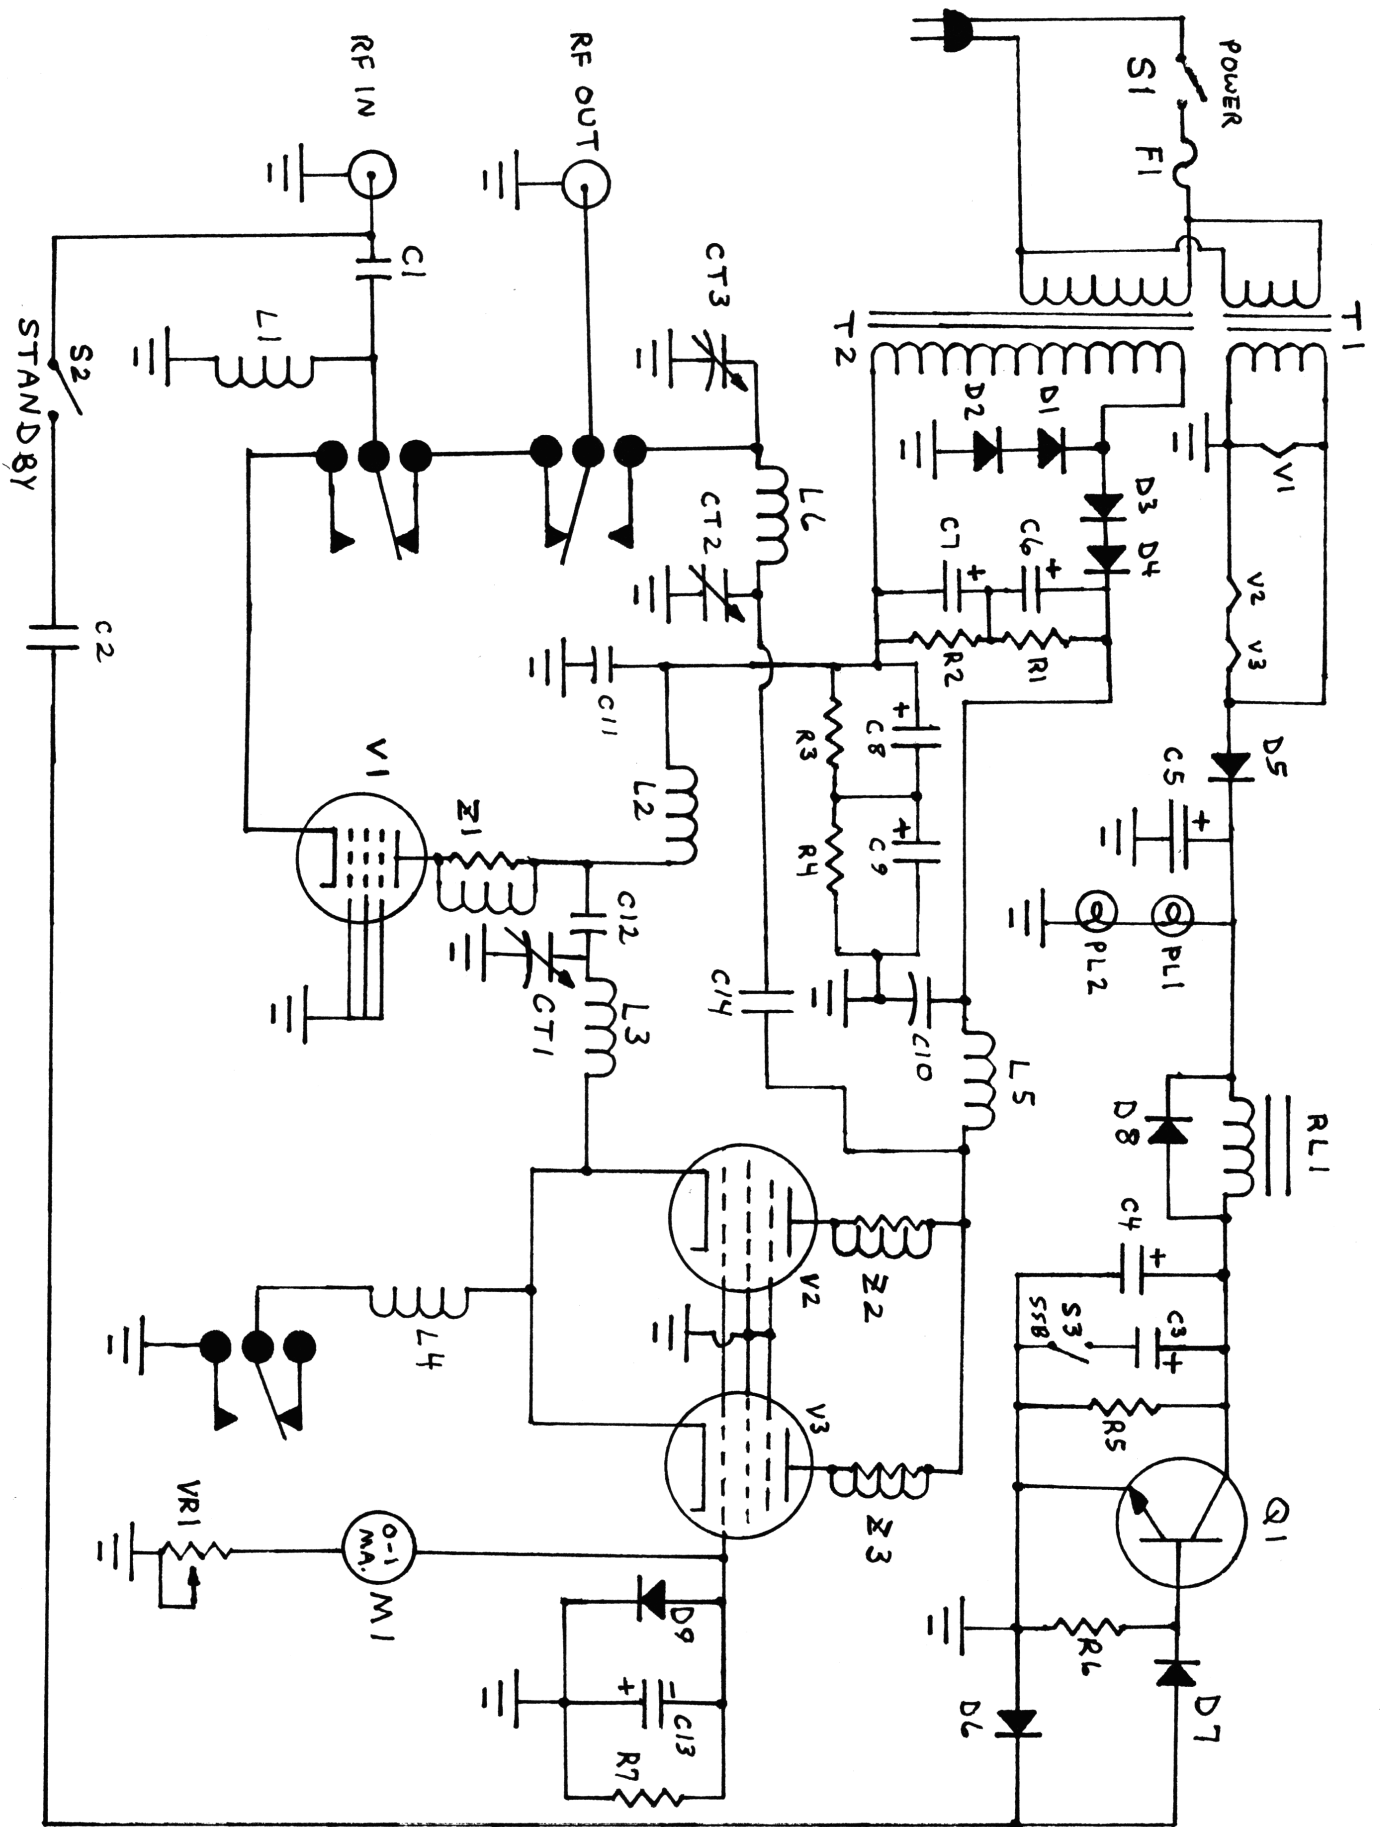 POWER
S1
F1
T1
T2
V1
V2
V3
D5
C5
PL1
PL2
RL1
D8
C4
C3
S3
SSB
R5
Q1
R6
D7
D6
D1
D2
D3
D4
C6
C7
R1
R2
C8
C9
R3
R4
C10
L5
RF OUT
CT3
L6
CT2
C11
L2
C14
Z2
V2
V3
Z3
RF IN
C1
L1
V1
Z1
C12
CT1
L3
L4
VR1
0-1
MA.
M1
D9
C13
R7
S2
STANDBY
C2
+
+
+
+
+
+
+
+
-